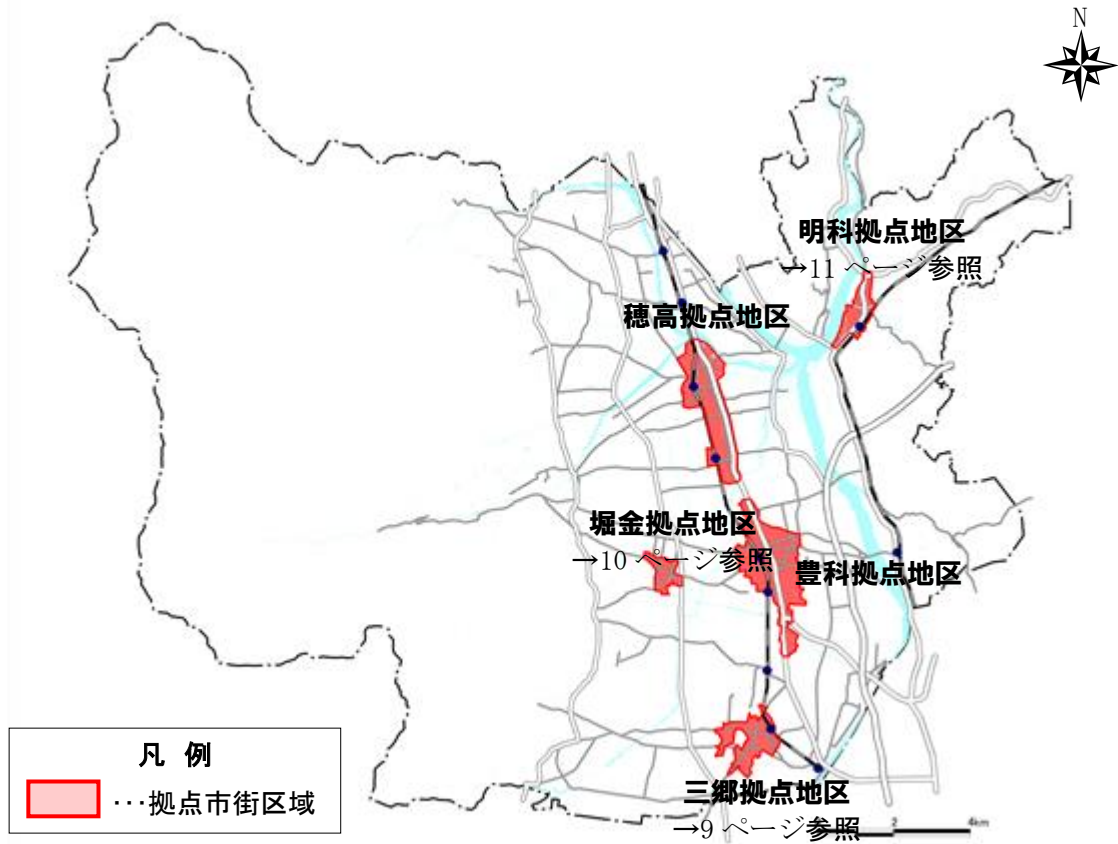 N
明科拠点地区
→11 ページ参照
穂高拠点地区
堀金拠点地区
→10 ページ参照
豊科拠点地区
凡 例
…拠点市街区域
三郷拠点地区
→9 ページ参照
2 4km